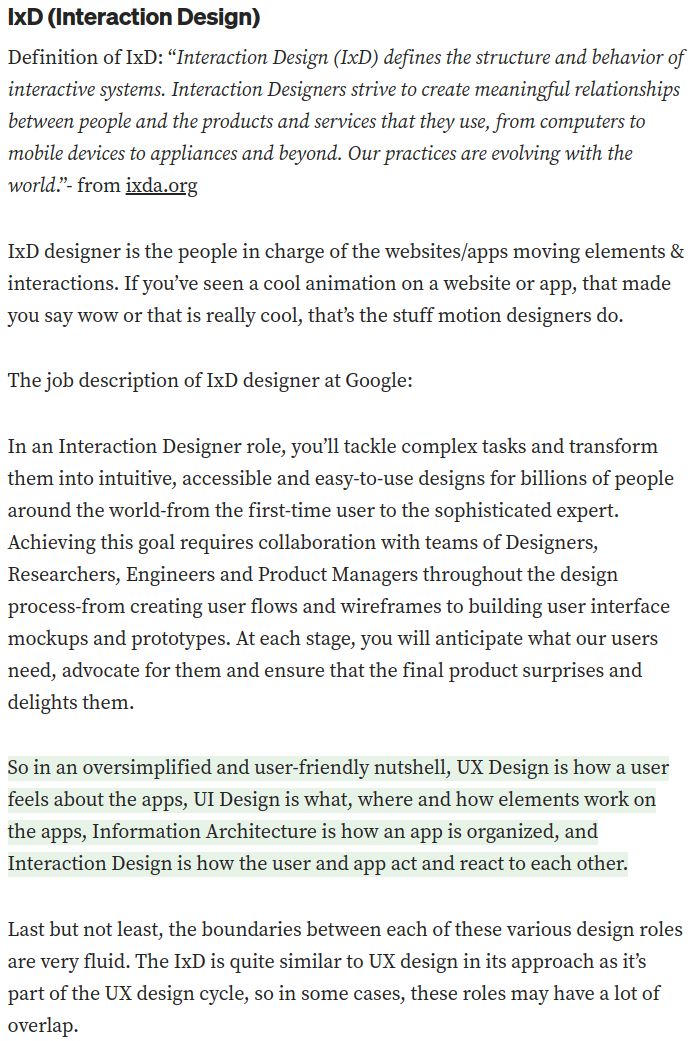 IxD (Interaction Design)
Definition of IxD: “Interaction Design (IxD) defines the structure and behavior of
interactive systems. Interaction Designers strive to create meaningful relationships
between people and the products and services that they use, from computers to
mobile devices to appliances and beyond. Our practices are evolving with the
world.”- from ixda.org
IxD designer is the people in charge of the websites/apps moving elements &
interactions. If you’ve seen a cool animation on a website or app, that made
you say wow or that is really cool, that’s the stuff motion designers do.
The job description of IxD designer at Google:
In an Interaction Designer role, you’ll tackle complex tasks and transform
them into intuitive, accessible and easy-to-use designs for billions of people
around the world-from the first-time user to the sophisticated expert.
Achieving this goal requires collaboration with teams of Designers,
Researchers, Engineers and Product Managers throughout the design
process-from creating user flows and wireframes to building user interface
mockups and prototypes. At each stage, you will anticipate what our users
need, advocate for them and ensure that the final product surprises and
delights them.
So in an oversimplified and user-friendly nutshell, UX Design is how a user
feels about the apps, UI Design is what, where and how elements work on
the apps, Information Architecture is how an app is organized, and
Interaction Design is how the user and app act and react to each other.
Last but not least, the boundaries between each of these various design roles
are very fluid. The IxD is quite similar to UX design in its approach as it’s
part of the UX design cycle, so in some cases, these roles may have a lot of
overlap.